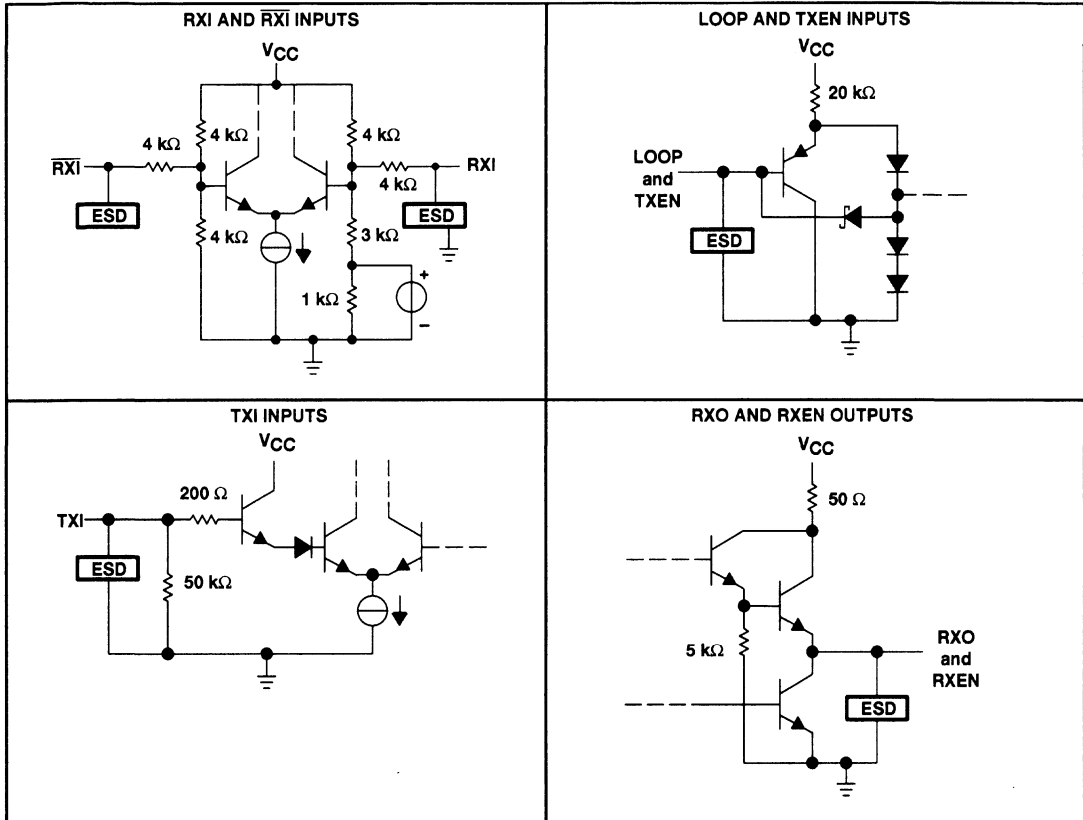 RXI AND R̅X̅I̅ INPUTS
VCC
4 kΩ
4 kΩ
4 kΩ
R̅X̅I̅
RXI
4 kΩ
ESD
ESD
4 kΩ
3 kΩ
1 kΩ
+
–
LOOP AND TXEN INPUTS
VCC
20 kΩ
LOOP
and
TXEN
ESD
TXI INPUTS
VCC
200 Ω
TXI
ESD
50 kΩ
RXO AND RXEN OUTPUTS
VCC
50 Ω
5 kΩ
RXO
and
RXEN
ESD